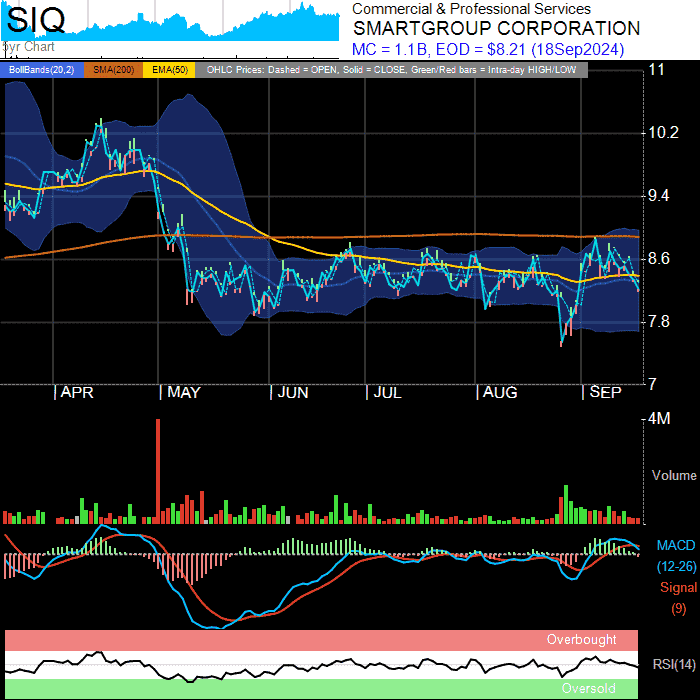 SIQ
5yr Chart
Commercial & Professional Services
SMARTGROUP CORPORATION
MC = 1.1B, EOD = $8.21 (18Sep2024)
BollBands(20,2) SMA(200) EMA(50) OHLC Prices: Dashed = OPEN, Solid = CLOSE, Green/Red bars = Intra-day HIGH/LOW
11
10.2
9.4
8.6
7.8
7
APR MAY JUN JUL AUG SEP
4M
Volume
MACD
(12-26)
Signal
(9)
Overbought
RSI(14)
Oversold